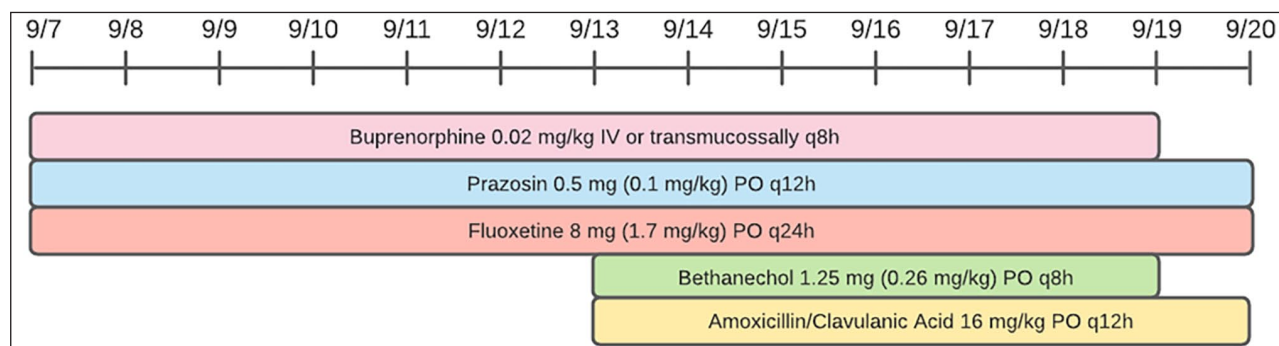 9/7 9/8 9/9 9/10 9/11 9/12 9/13 9/14 9/15 9/16 9/17 9/18 9/19 9/20
Buprenorphine 0.02 mg/kg IV or transmucossally q8h
Prazosin 0.5 mg (0.1 mg/kg) PO q12h
Fluoxetine 8 mg (1.7 mg/kg) PO q24h
Bethanechol 1.25 mg (0.26 mg/kg) PO q8h
Amoxicillin/Clavulanic Acid 16 mg/kg PO q12h